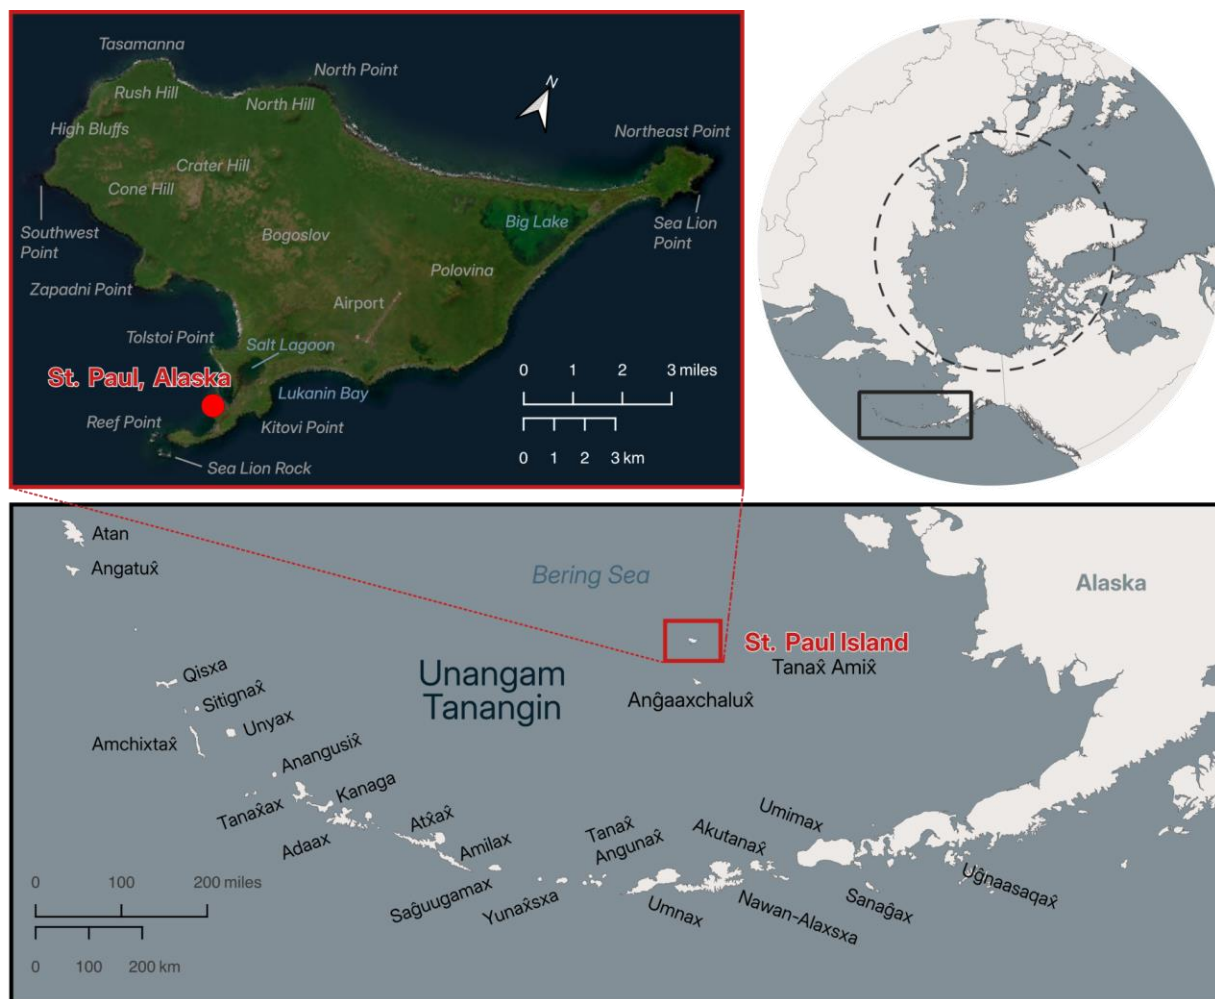 Tasamanna
North Point
Rush Hill
North Hill
N
High Bluffs
Northeast Point
Crater Hill
Cone Hill
Big Lake
Sea Lion
Point
Southwest
Point
Bogoslov
Polovina
Zapadni Point
Airport
Tolstoi Point
Salt Lagoon
St. Paul, Alaska
Lukanin Bay
Reef Point
Kitovi Point
Sea Lion Rock
0 1 2 3 miles
0 1 2 3 km
Atan
Angatux̂
Bering Sea
Alaska
St. Paul Island
Tanax̂ Amix̂
Unangam
Tanangin
Anĝaaxchalux̂
Qisxa
Sitignax̂
Unyax
Amchixtax̂
Anangusix̂
Tanax̂ax
Kanaga
Adaax
Atx̂ax̂
Amilax
Saĝuugamax
Yunax̂sxa
Tanax̂
Angunax̂
Umnax
Akutanax̂
Nawan-Alaxsxa
Umimax
Sanaĝax
Uĝnaasaqax̂
0 100 200 miles
0 100 200 km